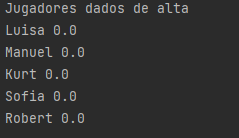 Jugadores dados de alta
Luisa 0.0
Manuel 0.0
Kurt 0.0
Sofia 0.0
Robert 0.0